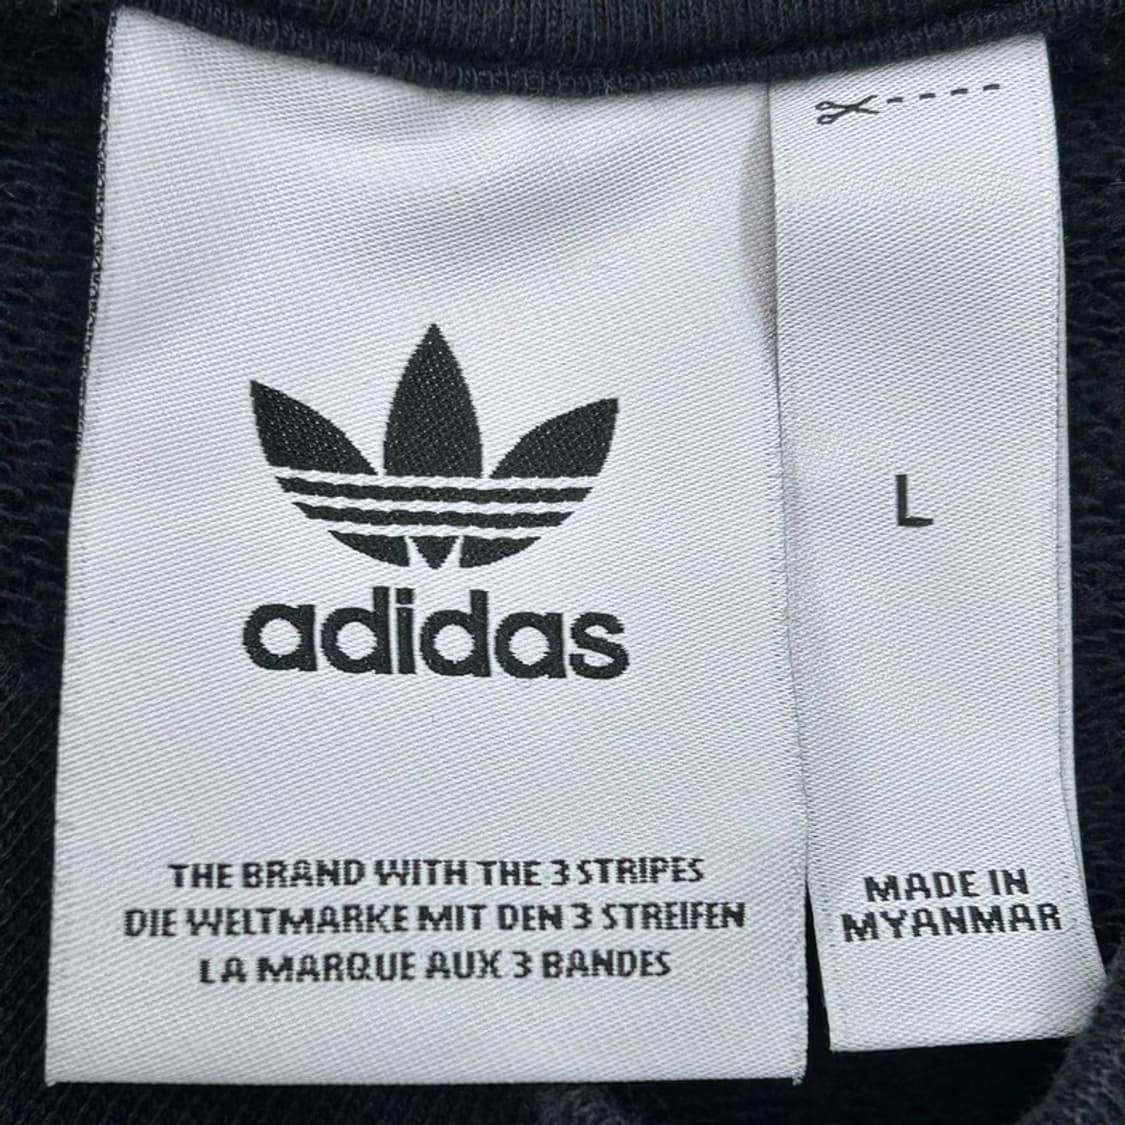 adidas
THE BRAND WITH THE 3 STRIPES
DIE WELTMARKE MIT DEN 3 STREIFEN
LA MARQUE AUX 3 BANDES
L
MADE IN
MYANMAR